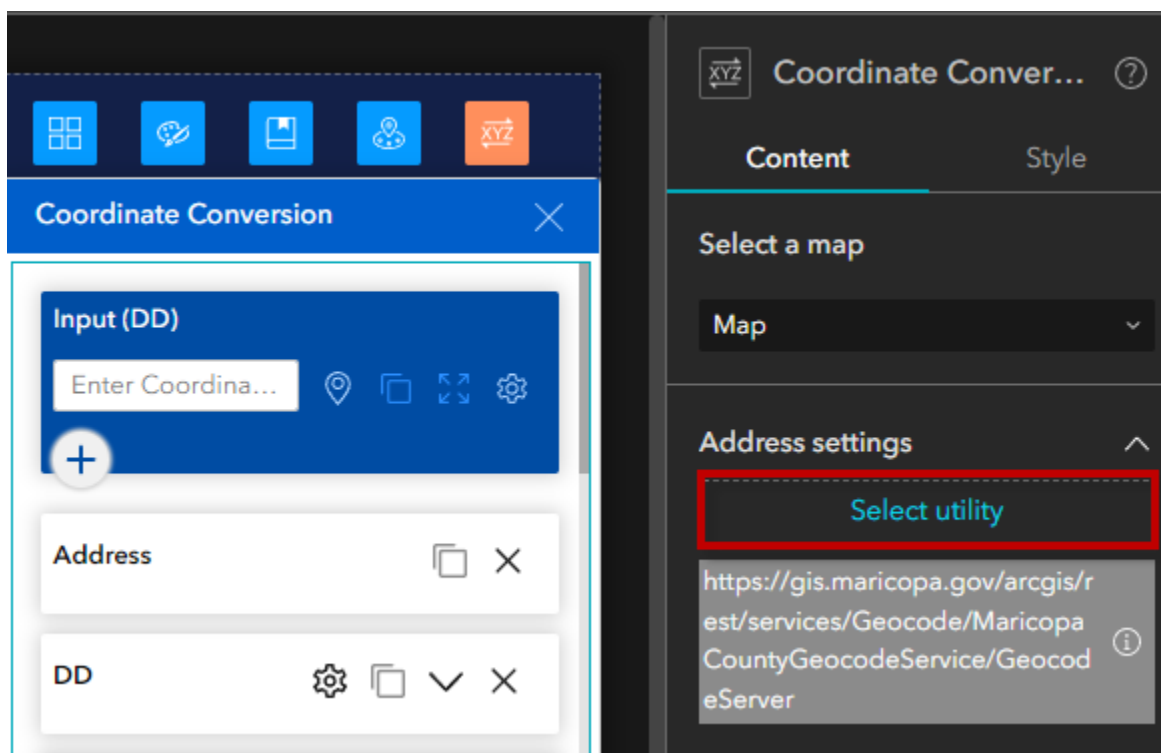 XYZ
Coordinate Conversion
Input (DD)
Enter Coordina...
Address
DD
XYZ
Coordinate Conver...
Content
Style
Select a map
Map
Address settings
Select utility
https://gis.maricopa.gov/arcgis/r
est/services/Geocode/Maricopa
CountyGeocodeService/Geocod
eServer